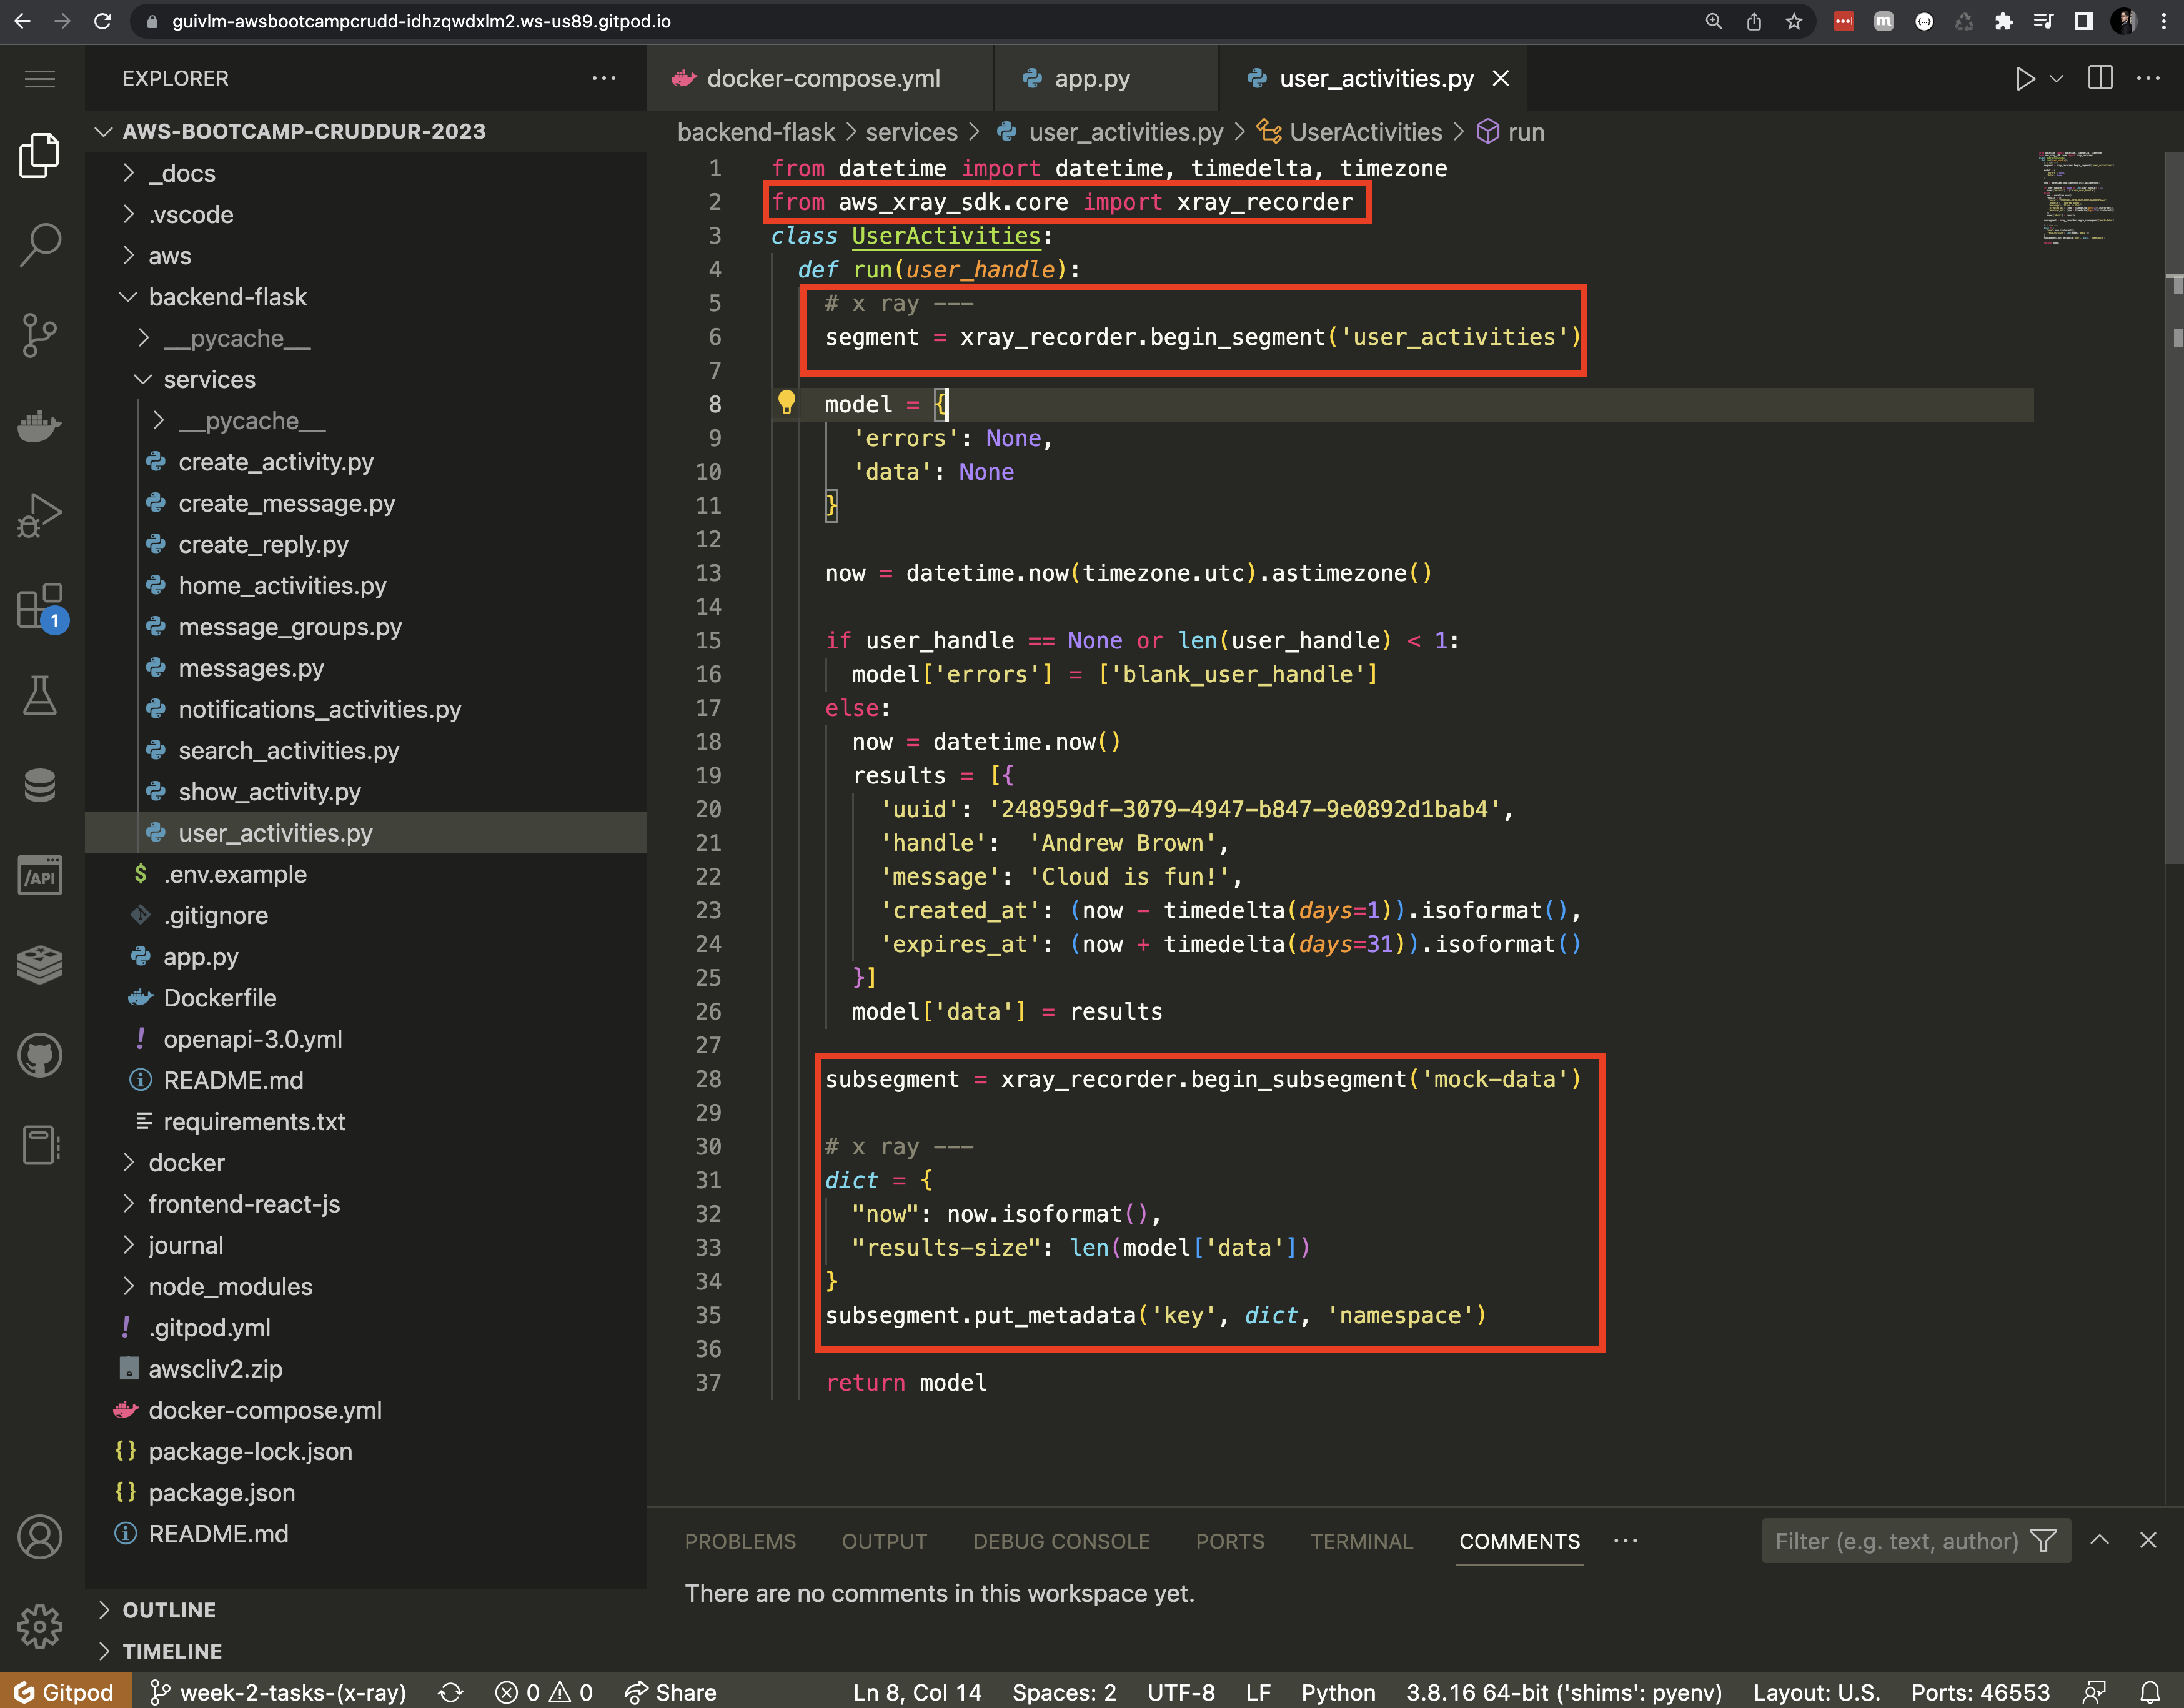 guivlm-awsbootcampcrudd-idhzqwdxlm2.ws-us89.gitpod.io
EXPLORER
AWS-BOOTCAMP-CRUDDUR-2023
_docs
.vscode
aws
backend-flask
__pycache__
services
__pycache__
create_activity.py
create_message.py
create_reply.py
home_activities.py
message_groups.py
messages.py
notifications_activities.py
search_activities.py
show_activity.py
user_activities.py
.env.example
.gitignore
app.py
Dockerfile
openapi-3.0.yml
README.md
requirements.txt
docker
frontend-react-js
journal
node_modules
.gitpod.yml
awscliv2.zip
docker-compose.yml
package-lock.json
package.json
README.md
OUTLINE
TIMELINE
1
/API
docker-compose.yml
app.py
user_activities.py
backend-flask > services > user_activities.py > UserActivities > run
1 from datetime import datetime, timedelta, timezone
2 from aws_xray_sdk.core import xray_recorder
3 class UserActivities:
4 def run(user_handle):
5 # x ray ---
6 segment = xray_recorder.begin_segment('user_activities')
7
8 model = {
9 'errors': None,
10 'data': None
11 }
12
13 now = datetime.now(timezone.utc).astimezone()
14
15 if user_handle == None or len(user_handle) < 1:
16 model['errors'] = ['blank_user_handle']
17 else:
18 now = datetime.now()
19 results = [{
20 'uuid': '248959df-3079-4947-b847-9e0892d1bab4',
21 'handle':  'Andrew Brown',
22 'message': 'Cloud is fun!',
23 'created_at': (now - timedelta(days=1)).isoformat(),
24 'expires_at': (now + timedelta(days=31)).isoformat()
25 }]
26 model['data'] = results
27
28 subsegment = xray_recorder.begin_subsegment('mock-data')
29
30 # x ray ---
31 dict = {
32 "now": now.isoformat(),
33 "results-size": len(model['data'])
34 }
35 subsegment.put_metadata('key', dict, 'namespace')
36
37 return model
PROBLEMS OUTPUT DEBUG CONSOLE PORTS TERMINAL COMMENTS
Filter (e.g. text, author)
There are no comments in this workspace yet.
Gitpod week-2-tasks-(x-ray) 0 0 Share Ln 8, Col 14 Spaces: 2 UTF-8 LF Python 3.8.16 64-bit ('shims': pyenv) Layout: U.S. Ports: 46553